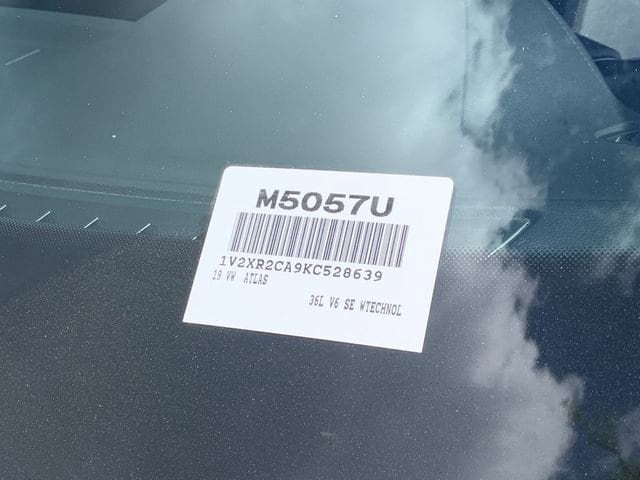 M5057U
1V2XR2CA9KC528639
19 VW ATLAS
36L V6 SE WTECHNOL